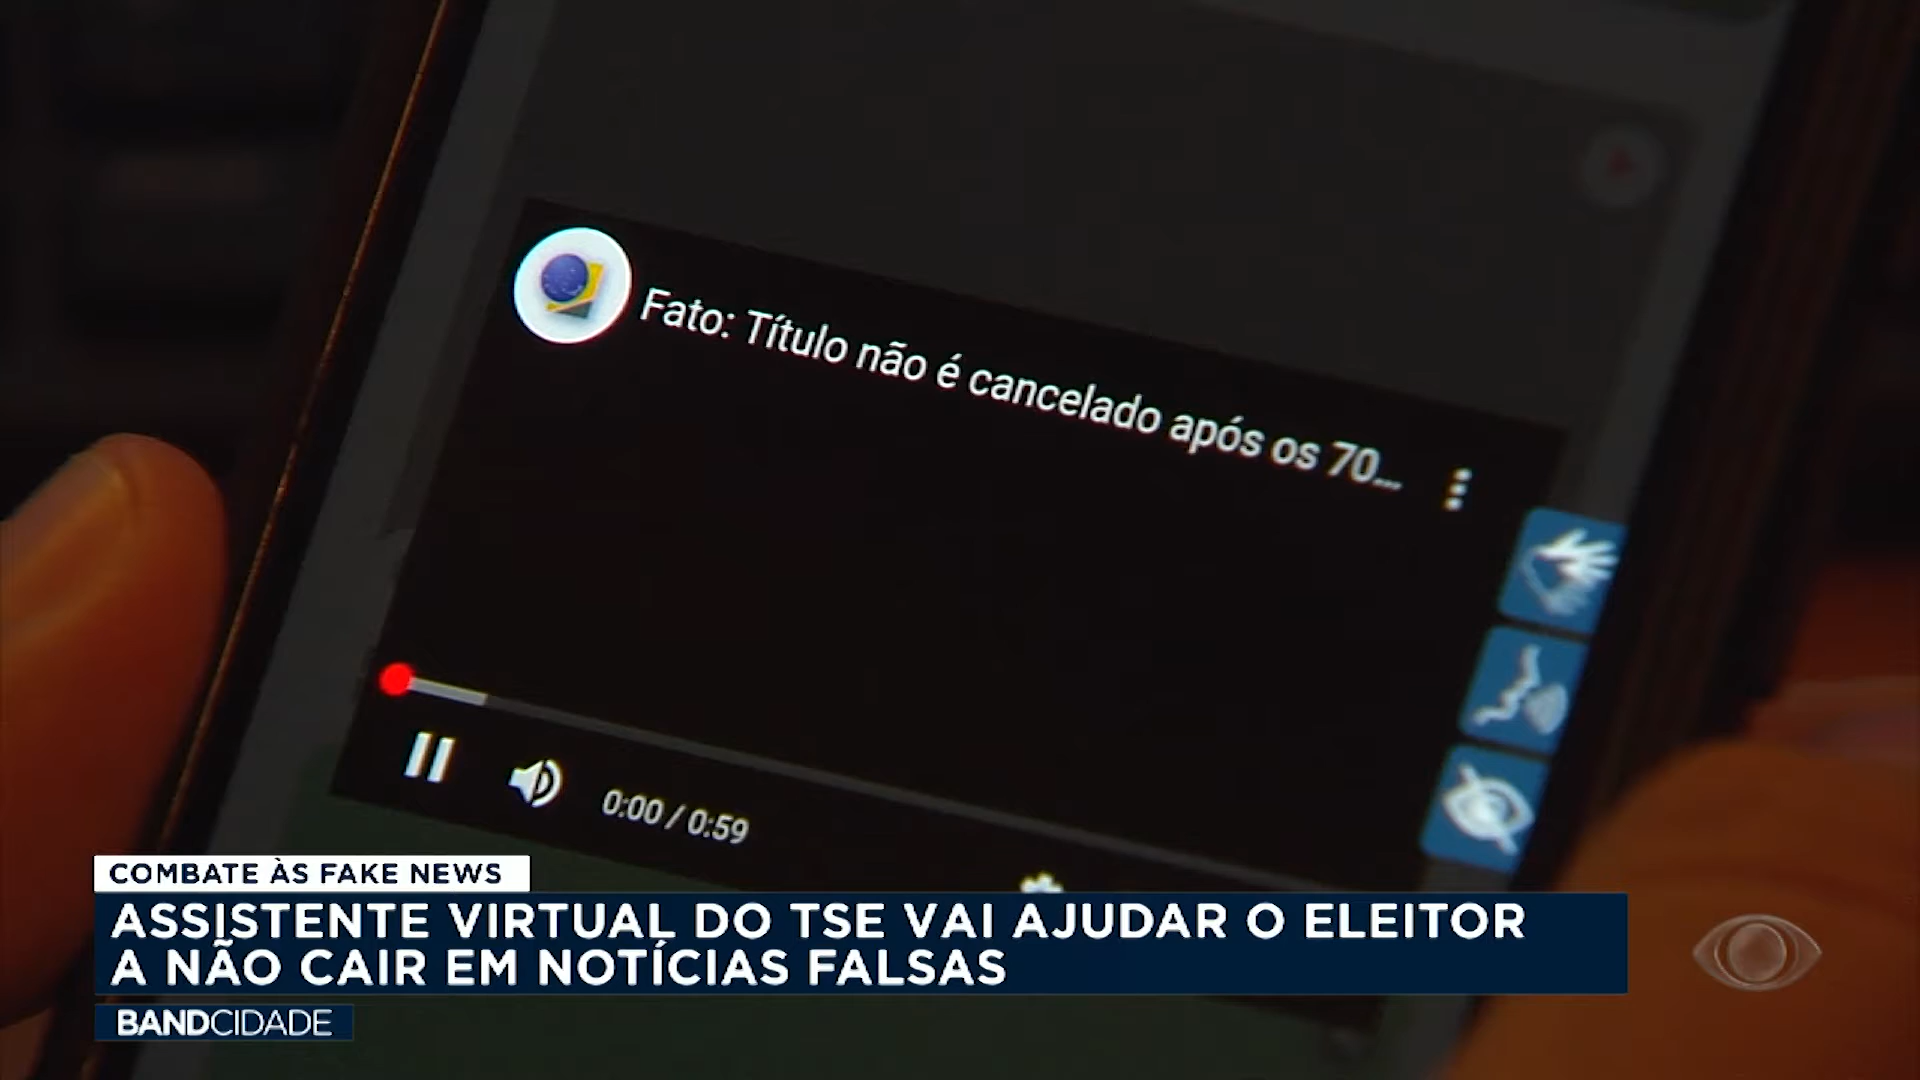 Fato: Título não é cancelado após os 70...
0:00 / 0:59
COMBATE ÀS FAKE NEWS
ASSISTENTE VIRTUAL DO TSE VAI AJUDAR O ELEITOR
A NÃO CAIR EM NOTÍCIAS FALSAS
BANDCIDADE